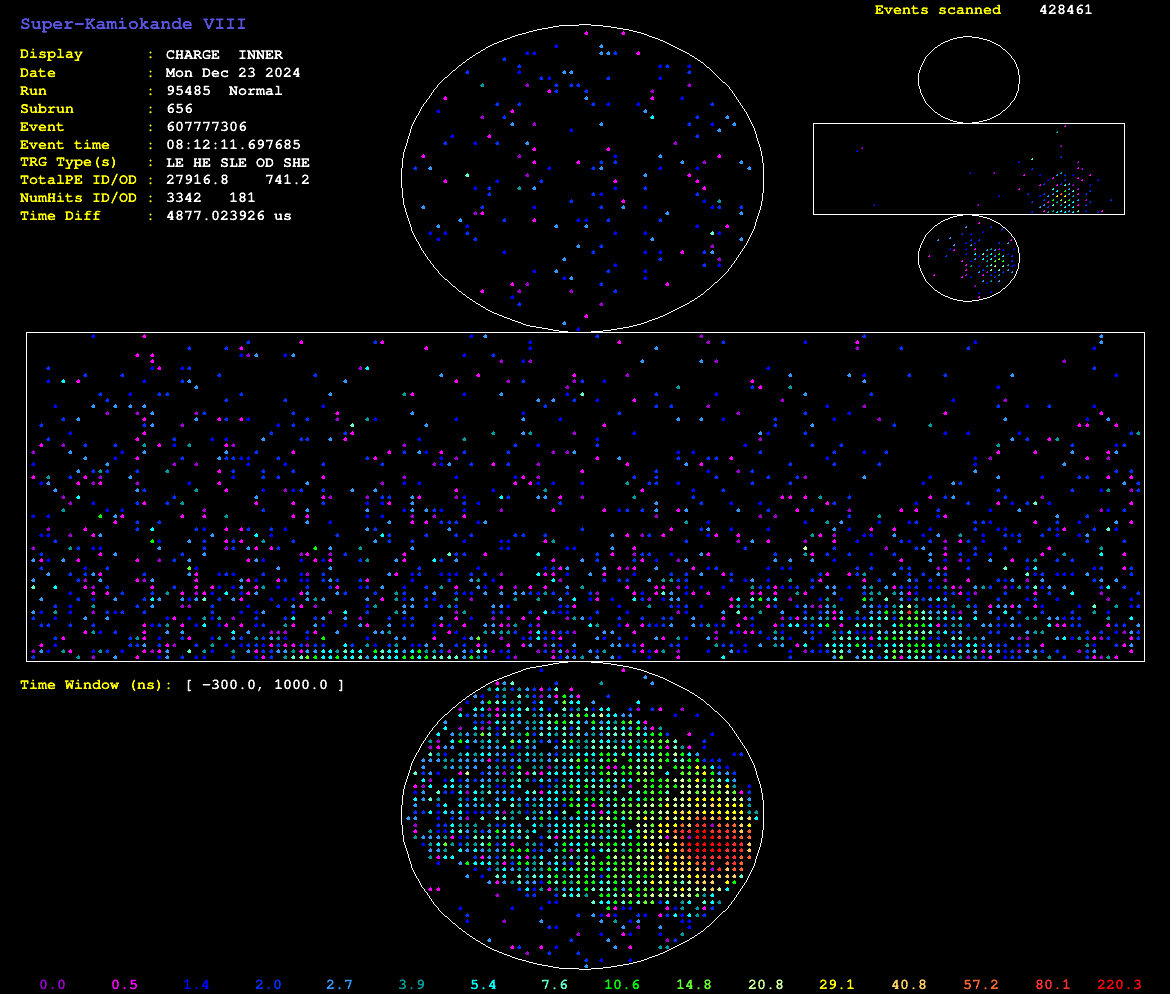 Super-Kamiokande VIII
Events scanned 428461
Display : CHARGE INNER
Date : Mon Dec 23 2024
Run : 95485 Normal
Subrun : 656
Event : 607777306
Event time : 08:12:11.697685
TRG Type(s) : LE HE SLE OD SHE
TotalPE ID/OD : 27916.8 741.2
NumHits ID/OD : 3342 181
Time Diff : 4877.023926 us
Time Window (ns): [ -300.0, 1000.0 ]
0.0 0.5 1.4 2.0 2.7 3.9 5.4 7.6 10.6 14.8 20.8 29.1 40.8 57.2 80.1 220.3